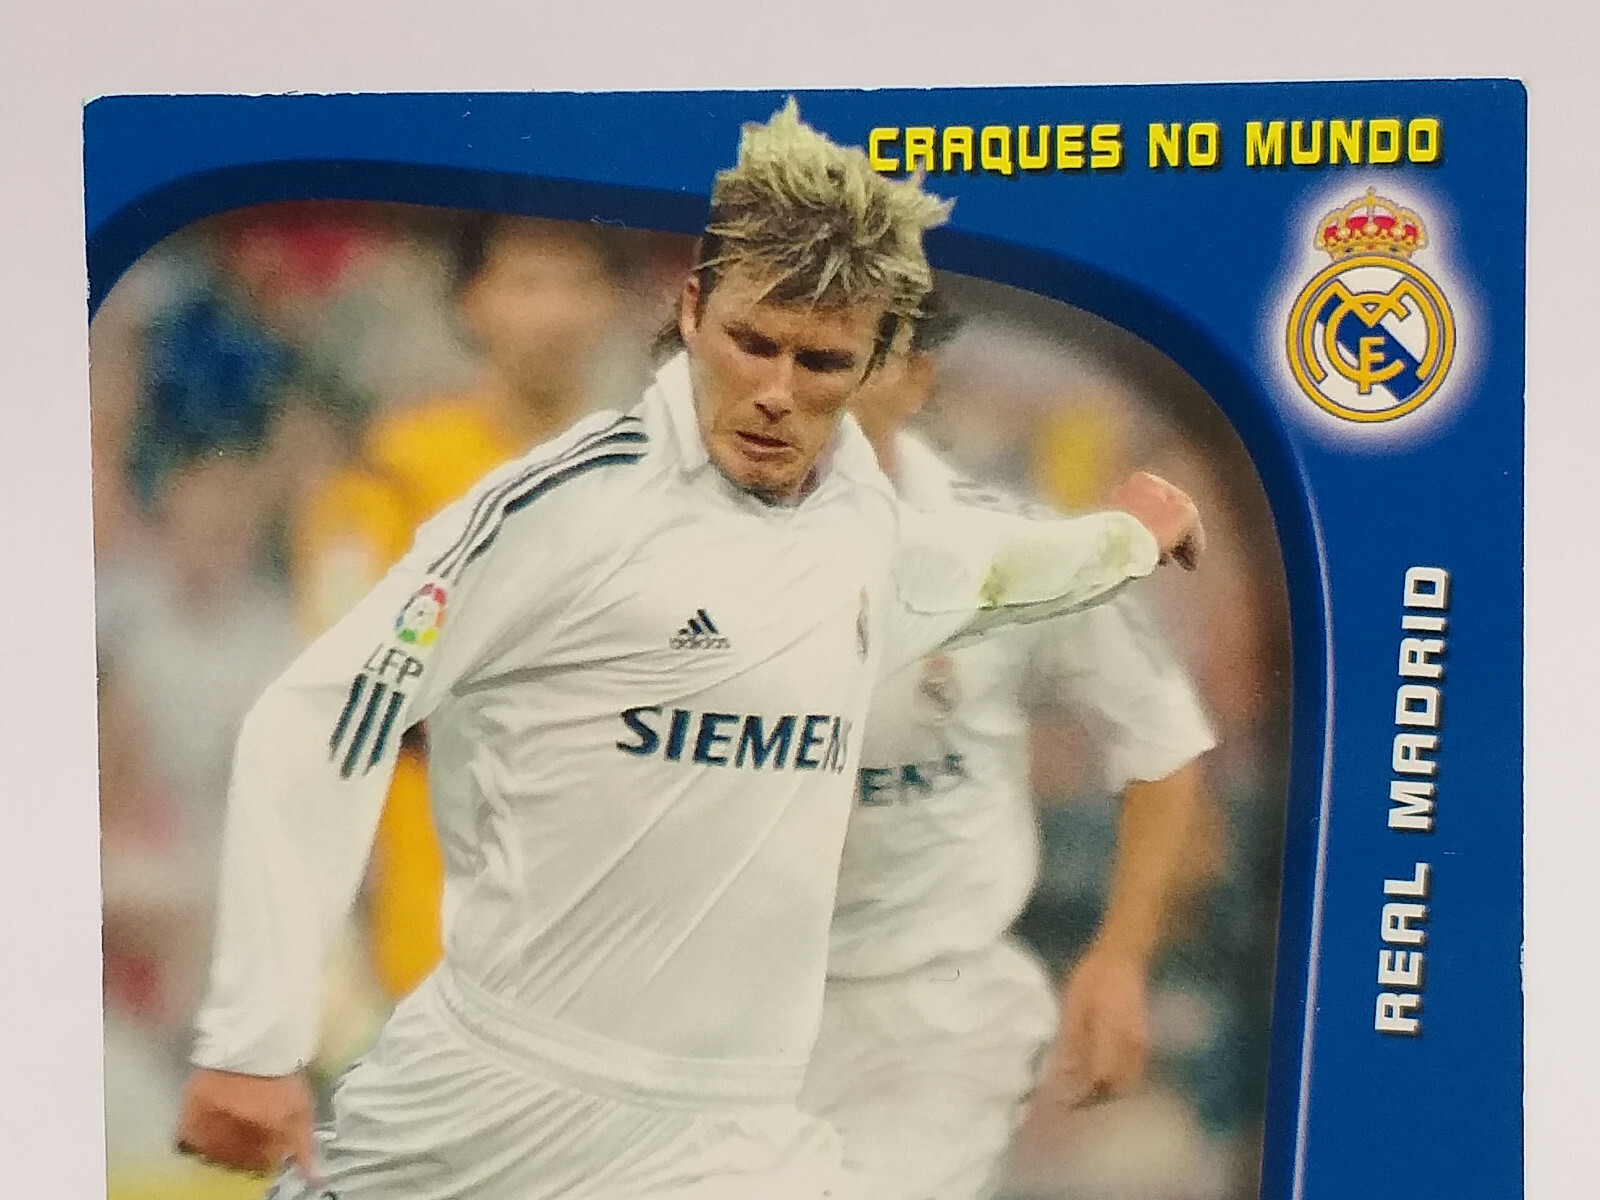 CRAQUES NO MUNDO
REAL MADRID
LFP
adidas
SIEMENS